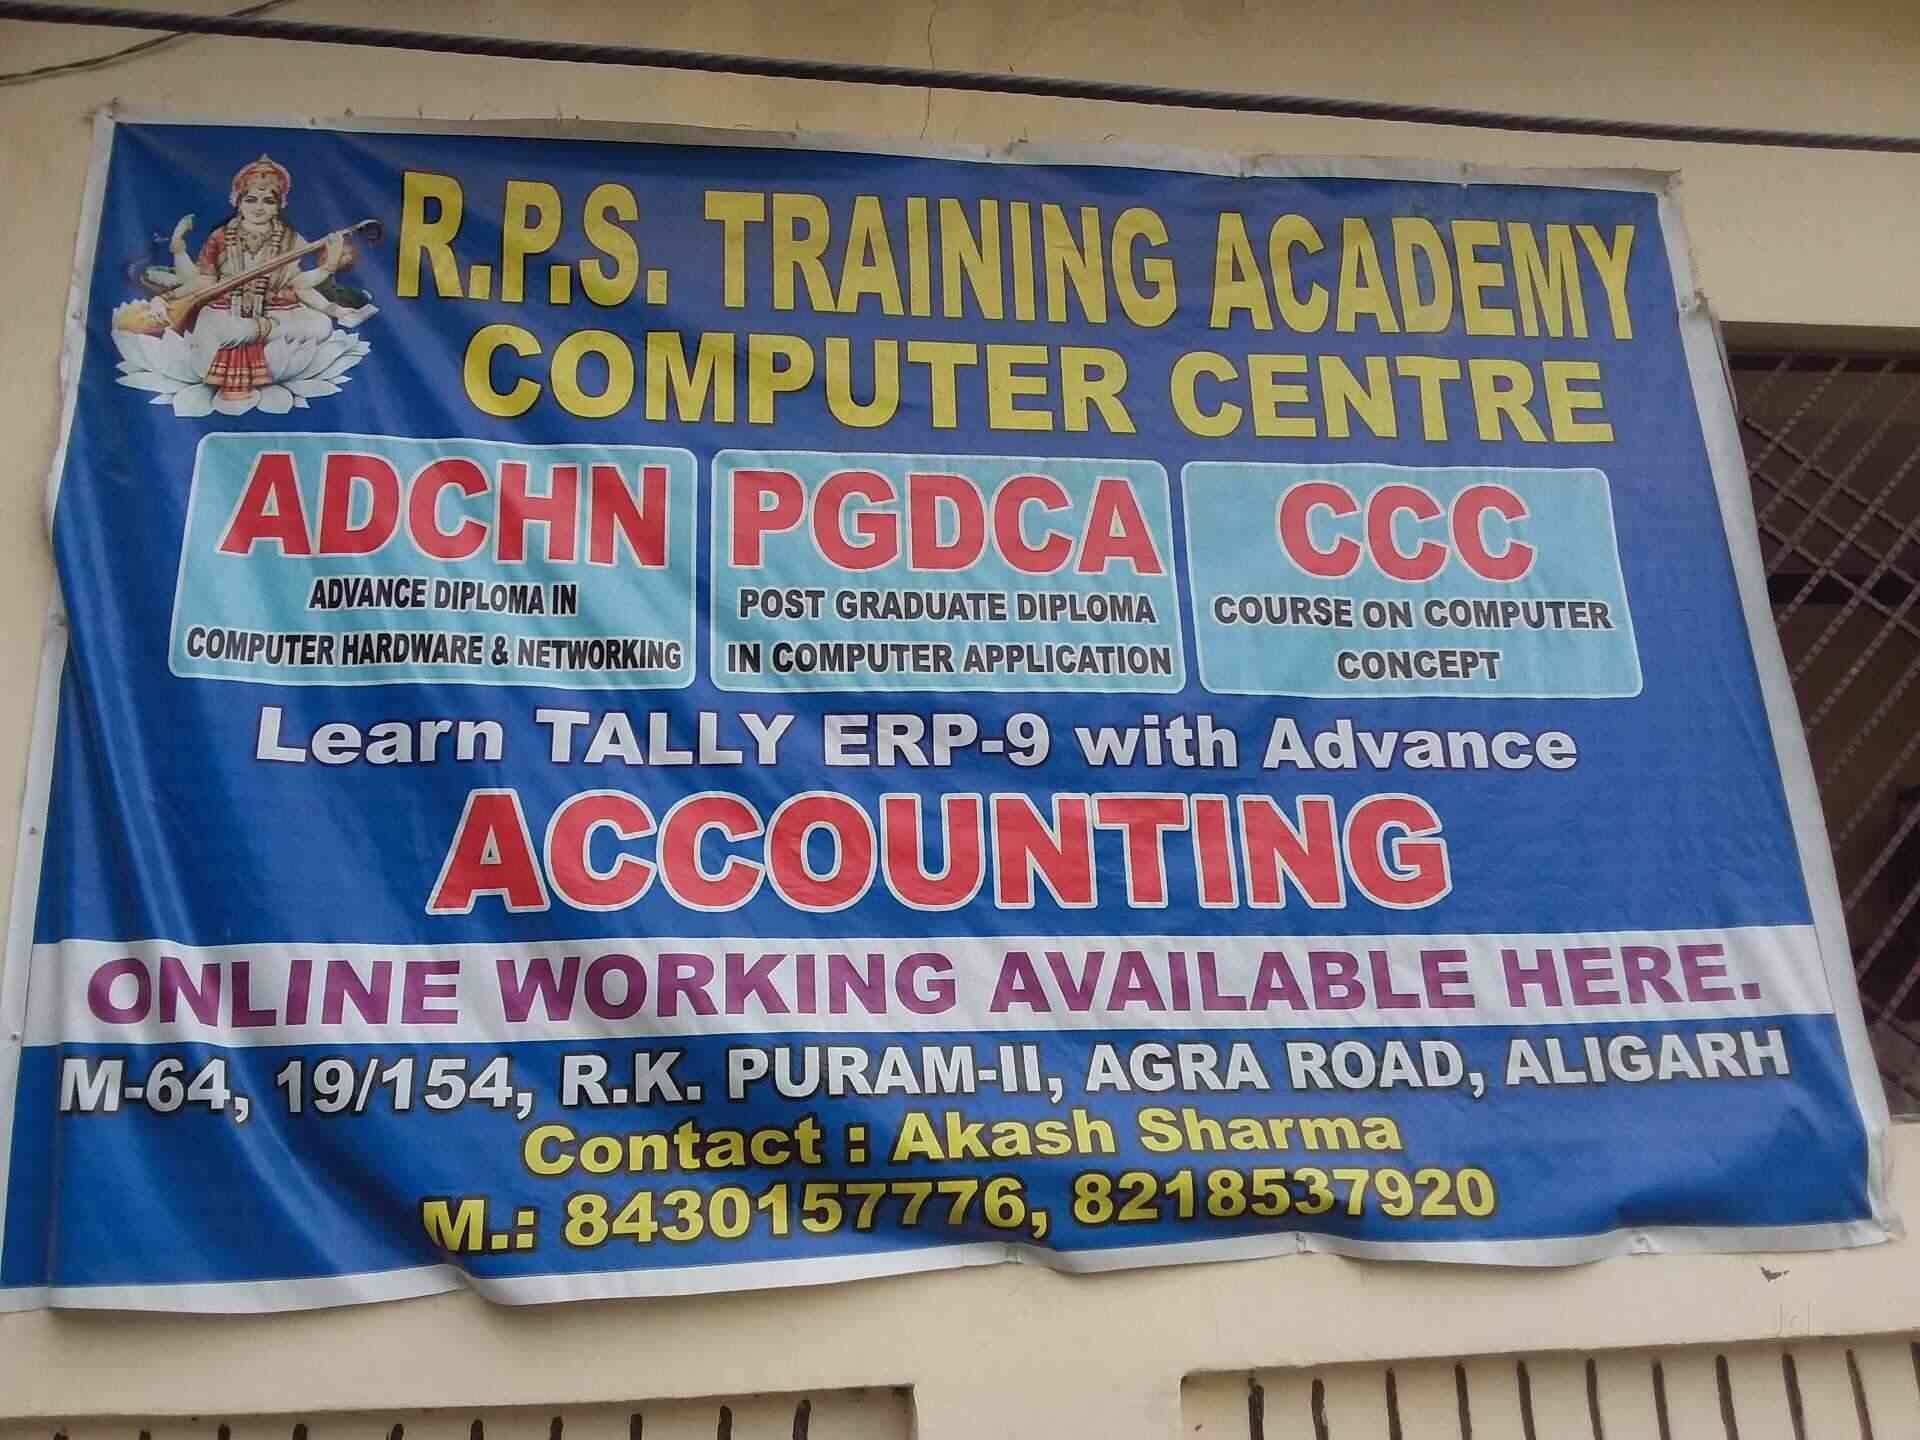 R.P.S. TRAINING ACADEMY
COMPUTER CENTRE
ADCHN
ADVANCE DIPLOMA IN
COMPUTER HARDWARE & NETWORKING
PGDCA
POST GRADUATE DIPLOMA
IN COMPUTER APPLICATION
CCC
COURSE ON COMPUTER
CONCEPT
Learn TALLY ERP-9 with Advance
ACCOUNTING
ONLINE WORKING AVAILABLE HERE.
M-64, 19/154, R.K. PURAM-II, AGRA ROAD, ALIGARH
Contact : Akash Sharma
M.: 8430157776, 8218537920